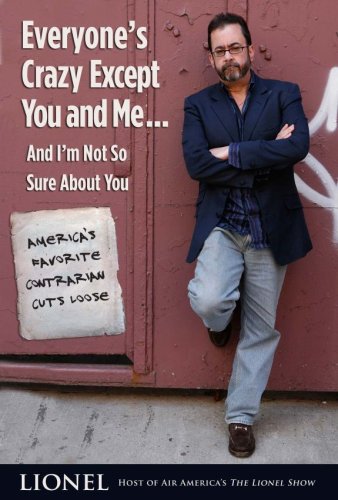 Everyone's
Crazy Except
You and Me...
And I'm Not So
Sure About You
AMERICA'S
FAVORITE
CONTRARIAN
CUTS LOOSE
LIONEL HOST OF AIR AMERICA'S THE LIONEL SHOW